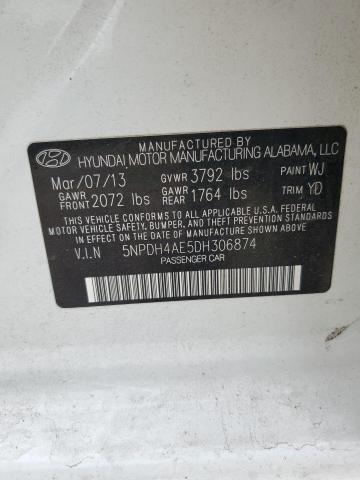 MANUFACTURED BY
HYUNDAI MOTOR MANUFACTURING ALABAMA, LLC
Mar/07/13 GVWR 3792 lbs PAINT WJ
GAWR FRONT 2072 lbs GAWR REAR 1764 lbs TRIM YD
THIS VEHICLE CONFORMS TO ALL APPLICABLE U.S.A FEDERAL
MOTOR VEHICLE SAFETY, BUMPER, AND THEFT PREVENTION
STANDARDS IN EFFECT ON THE DATE OF MANUFACTURE SHOWN ABOVE.
V.I.N 5NPDH4AE5DH306874
PASSENGER CAR